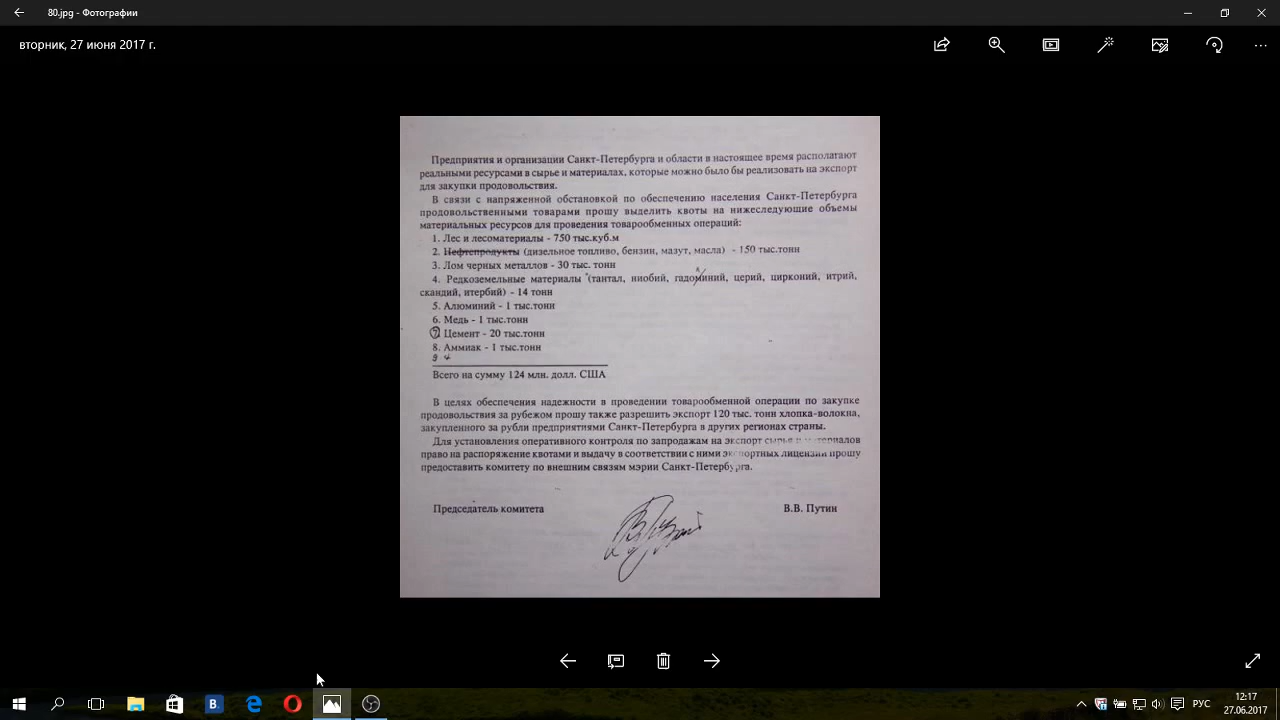 80.jpg - Фотографии
вторник, 27 июня 2017 г.
Предприятия и организации Санкт-Петербурга и области в настоящее время располагают
реальными ресурсами в сырье и материалах, которые можно было бы реализовать на экспорт
для закупки продовольствия.
В связи с напряженной обстановкой по обеспечению населения Санкт-Петербурга
продовольственными товарами прошу выделить квоты на нижеследующие объемы
материальных ресурсов для проведения товарообменных операций:
1. Лес и лесоматериалы - 750 тыс.куб.м
2. Нефтепродукты (дизельное топливо, бензин, мазут, масла) - 150 тыс.тонн
3. Лом черных металлов - 30 тыс. тонн
4. Редкоземельные материалы (тантал, ниобий, гадоминий, церий, цирконий, итрий,
скандий, итербий) - 14 тонн
5. Алюминий - 1 тыс.тонн
6. Медь - 1 тыс.тонн
7. Цемент - 20 тыс.тонн
8. Аммиак - 1 тыс.тонн
Всего на сумму 124 млн. долл. США
В целях обеспечения надежности в проведении товарообменной операции по закупке
продовольствия за рубежом прошу также разрешить экспорт 120 тыс. тонн хлопка-волокна,
закупленного за рубли предприятиями Санкт-Петербурга в других регионах страны.
Для установления оперативного контроля по запродажам на экспорт сырья и материалов
право на распоряжение квотами и выдачу в соответствии с ними экспортных лицензий прошу
предоставить комитету по внешним связям мэрии Санкт-Петербурга.
Председатель комитета В.В. Путин
B. РУС 12:17
27.06.2017